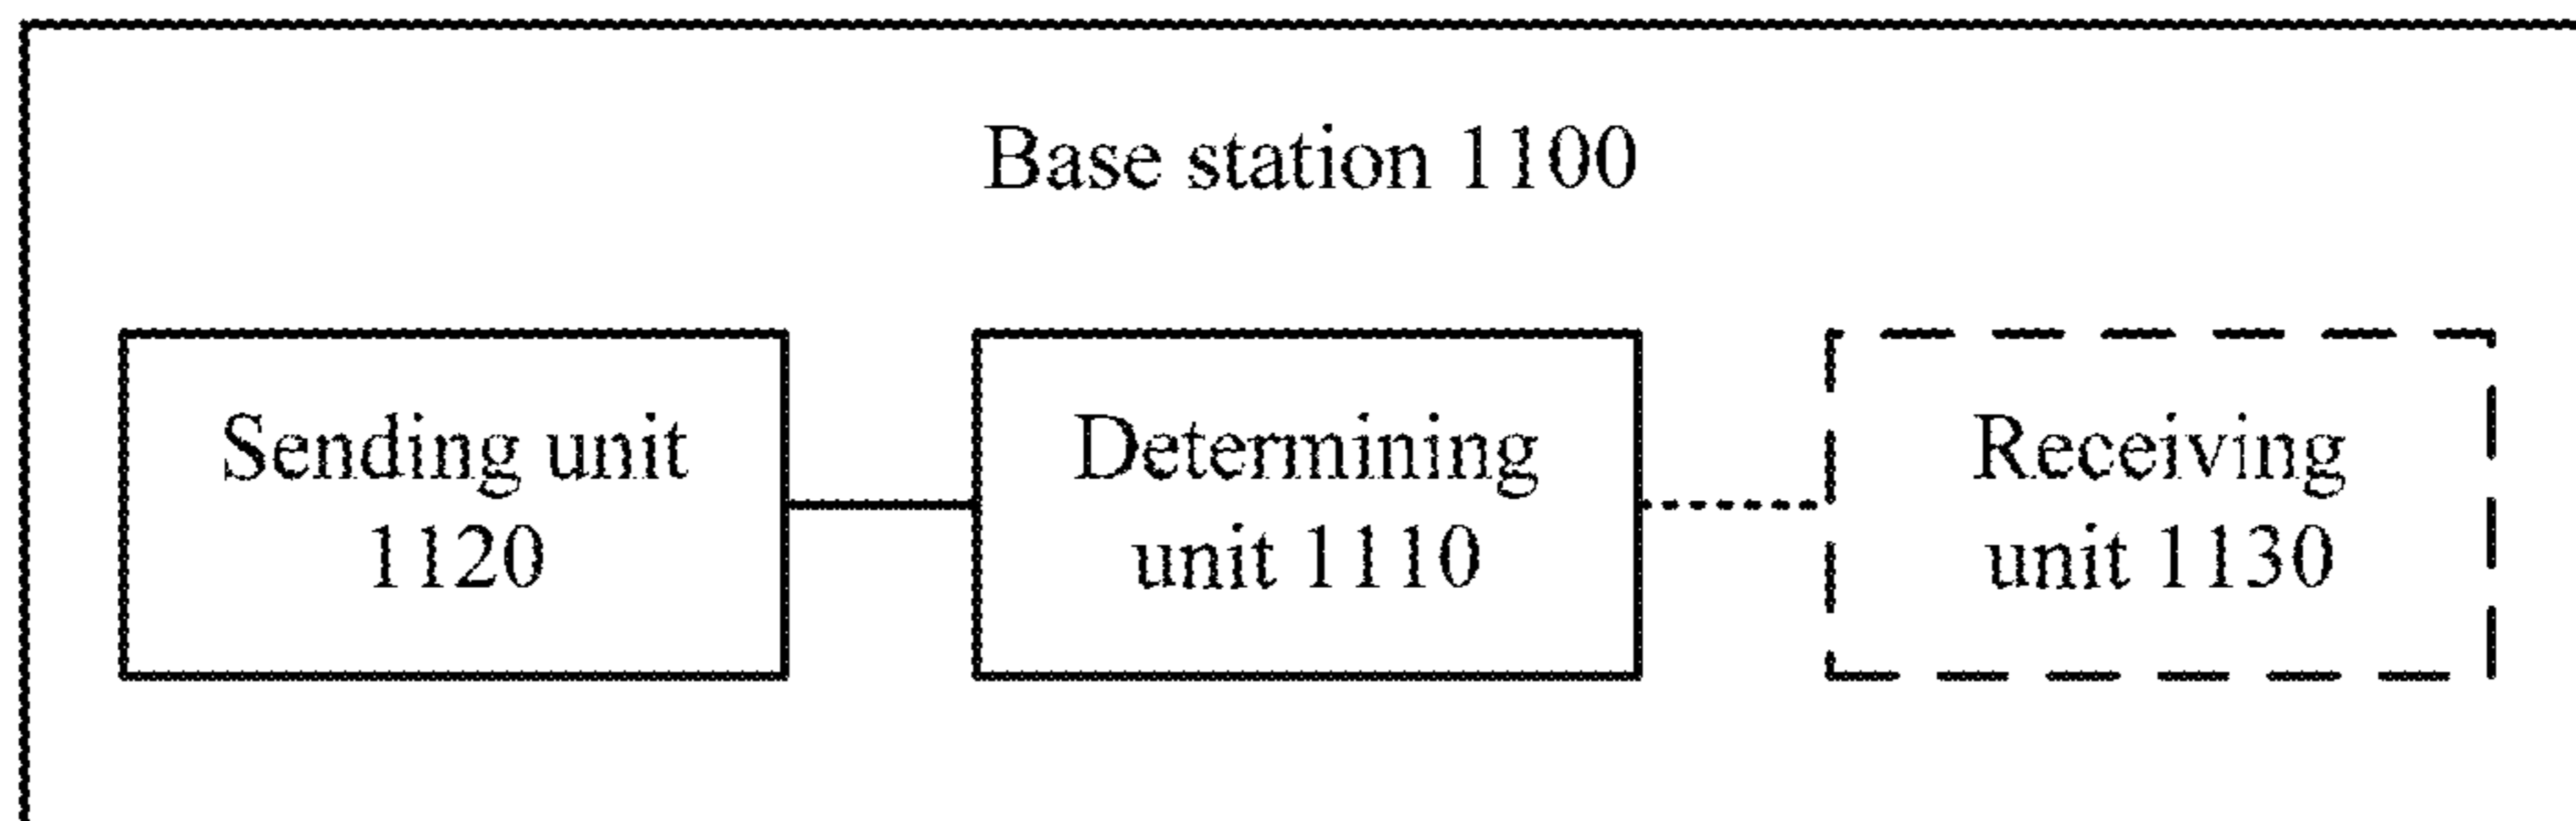 Base station 1100
Sending unit
1120
Determining
unit 1110
Receiving
unit 1130